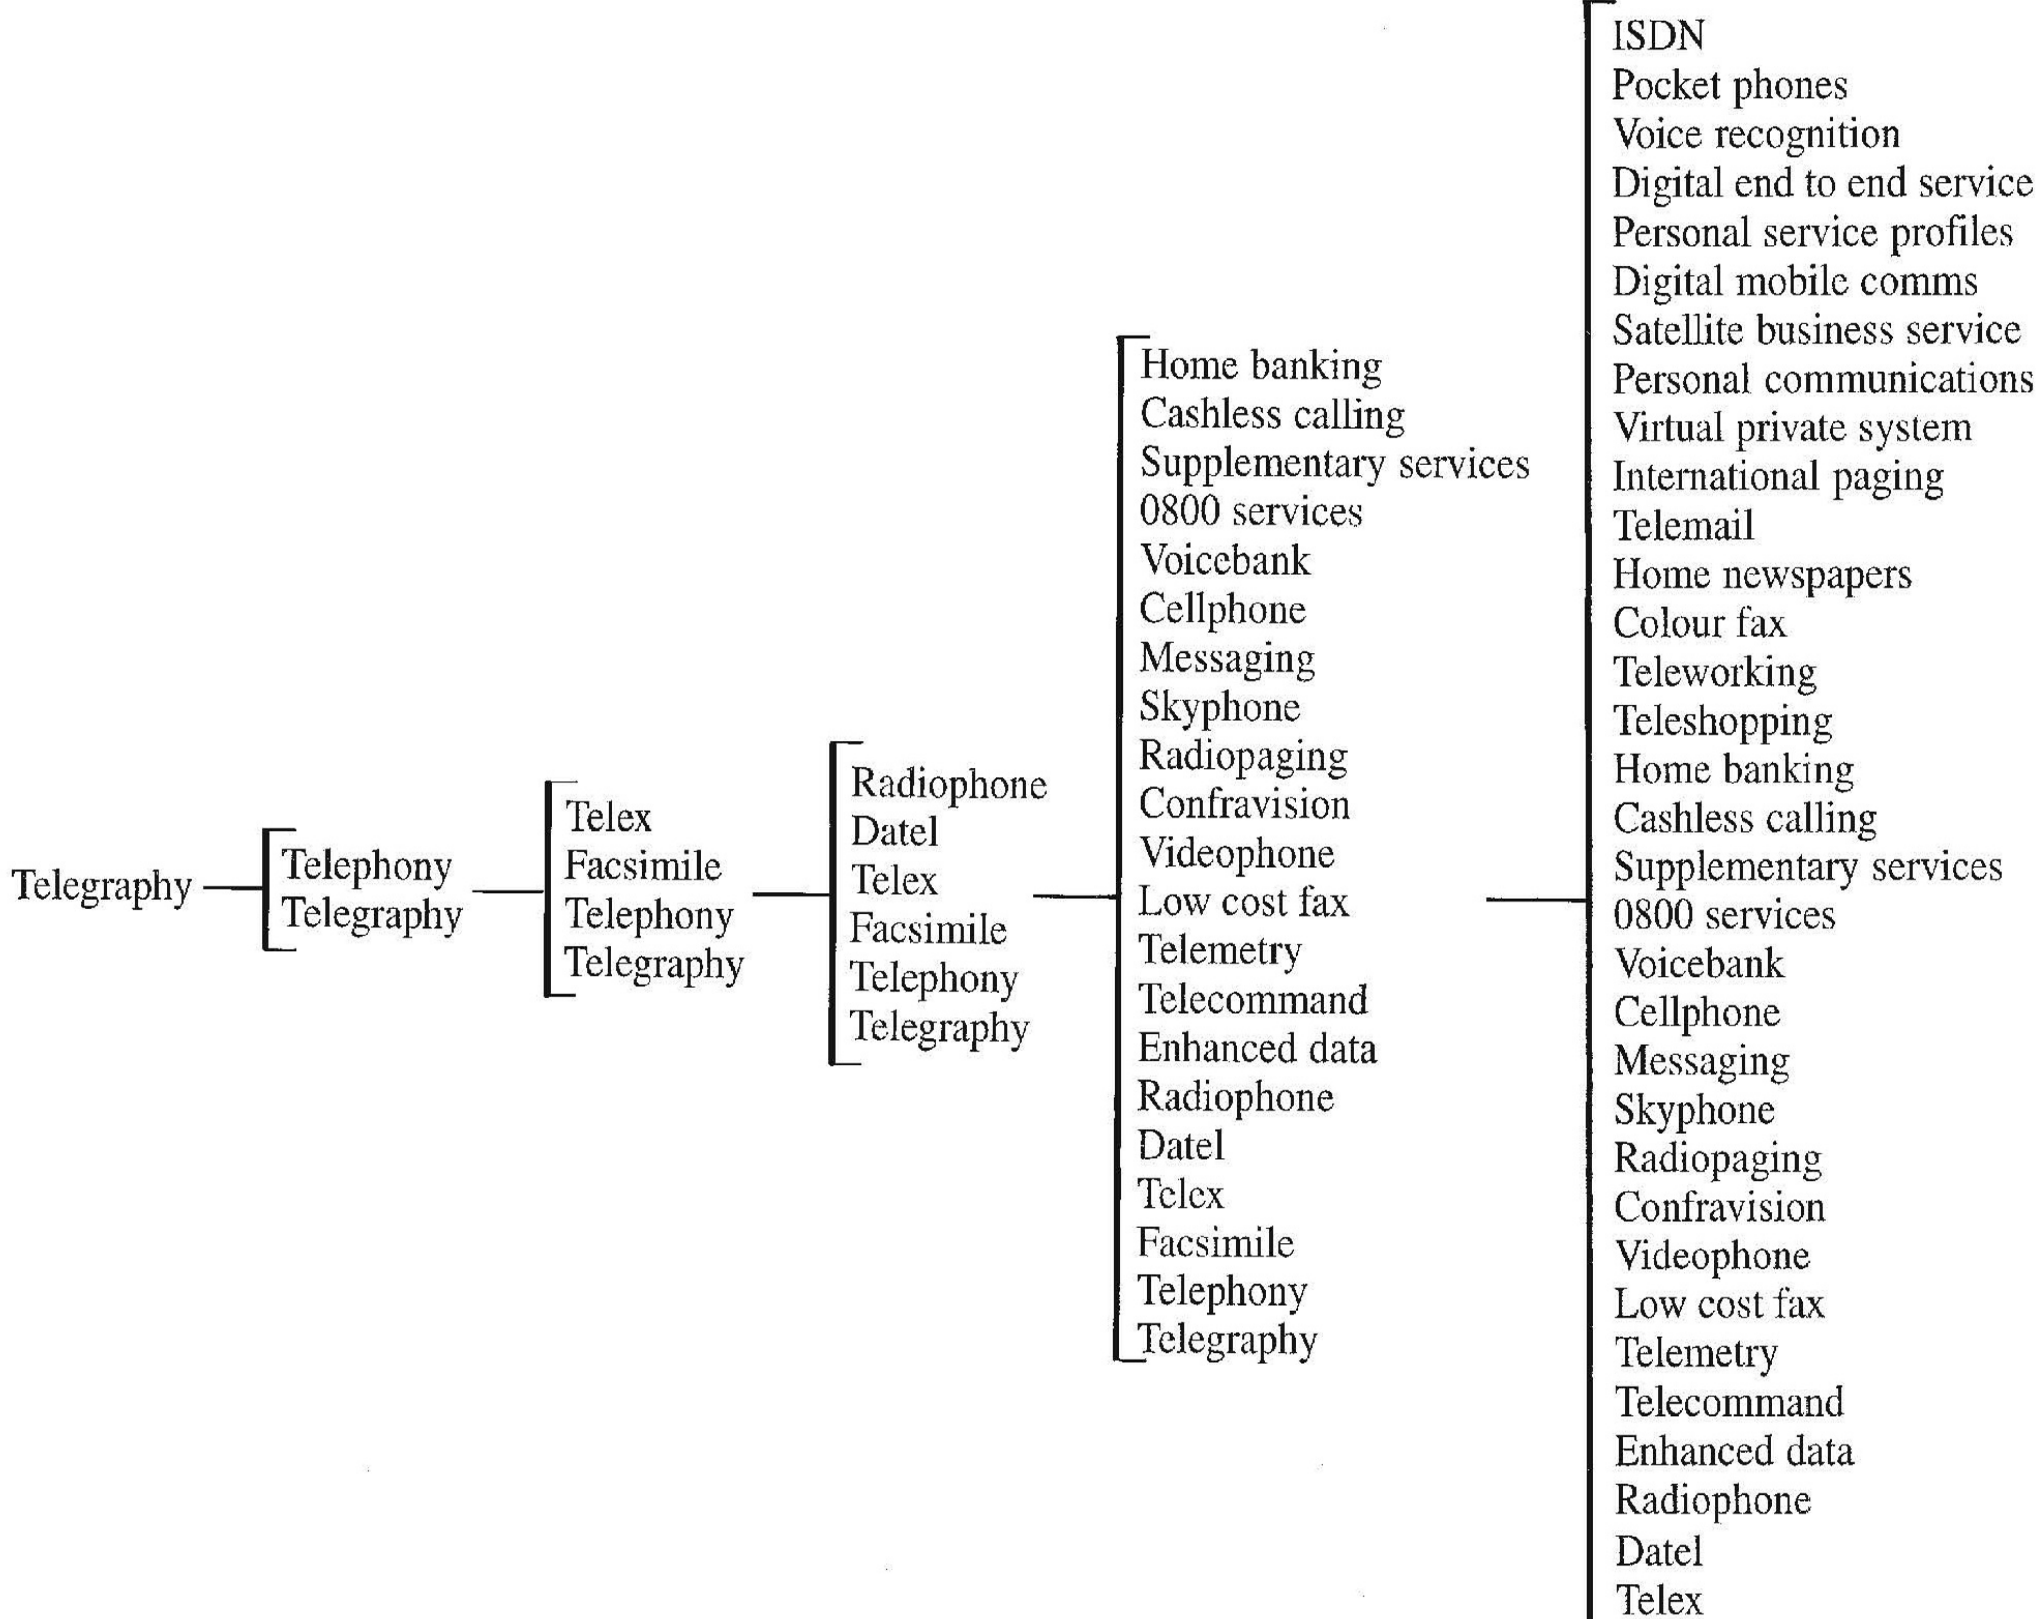 Telegraphy
Telephony
Telegraphy
Telex
Facsimile
Telephony
Telegraphy
Radiophone
Datel
Telex
Facsimile
Telephony
Telegraphy
Home banking
Cashless calling
Supplementary services
0800 services
Voicebank
Cellphone
Messaging
Skyphone
Radiopaging
Confravision
Videophone
Low cost fax
Telemetry
Telecommand
Enhanced data
Radiophone
Datel
Telex
Facsimile
Telephony
Telegraphy
ISDN
Pocket phones
Voice recognition
Digital end to end service
Personal service profiles
Digital mobile comms
Satellite business service
Personal communications
Virtual private system
International paging
Telemail
Home newspapers
Colour fax
Teleworking
Teleshopping
Home banking
Cashless calling
Supplementary services
0800 services
Voicebank
Cellphone
Messaging
Skyphone
Radiopaging
Confravision
Videophone
Low cost fax
Telemetry
Telecommand
Enhanced data
Radiophone
Datel
Telex